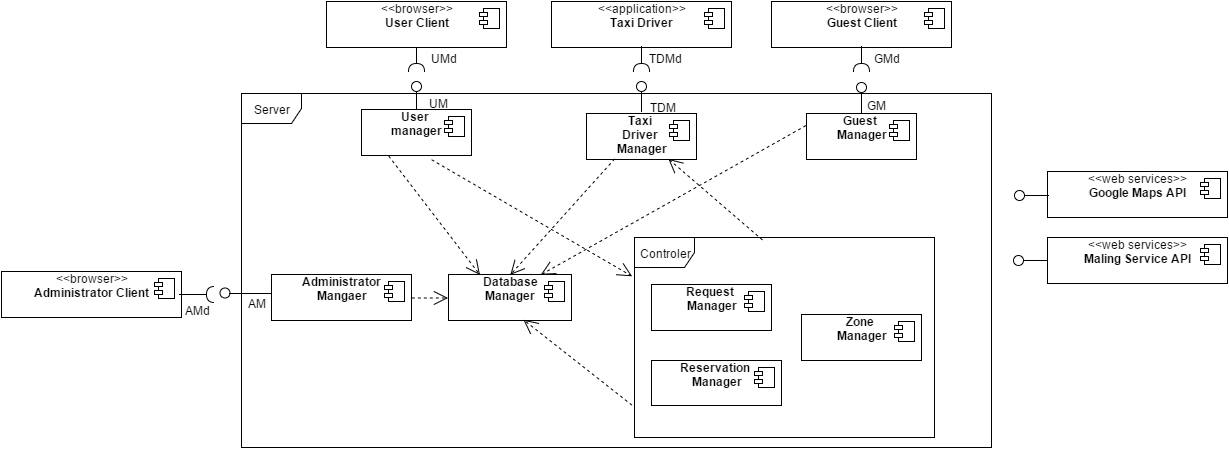 <<browser>>
User Client
<<application>>
Taxi Driver
<<browser>>
Guest Client
UMd
TDMd
GMd
Server
UM
TDM
GM
User
manager
Taxi
Driver
Manager
Guest
Manager
<<web services>>
Google Maps API
<<web services>>
Maling Service API
Controler
<<browser>>
Administrator Client
AMd
AM
Administrator
Mangaer
Database
Manager
Request
Manager
Zone
Manager
Reservation
Manager